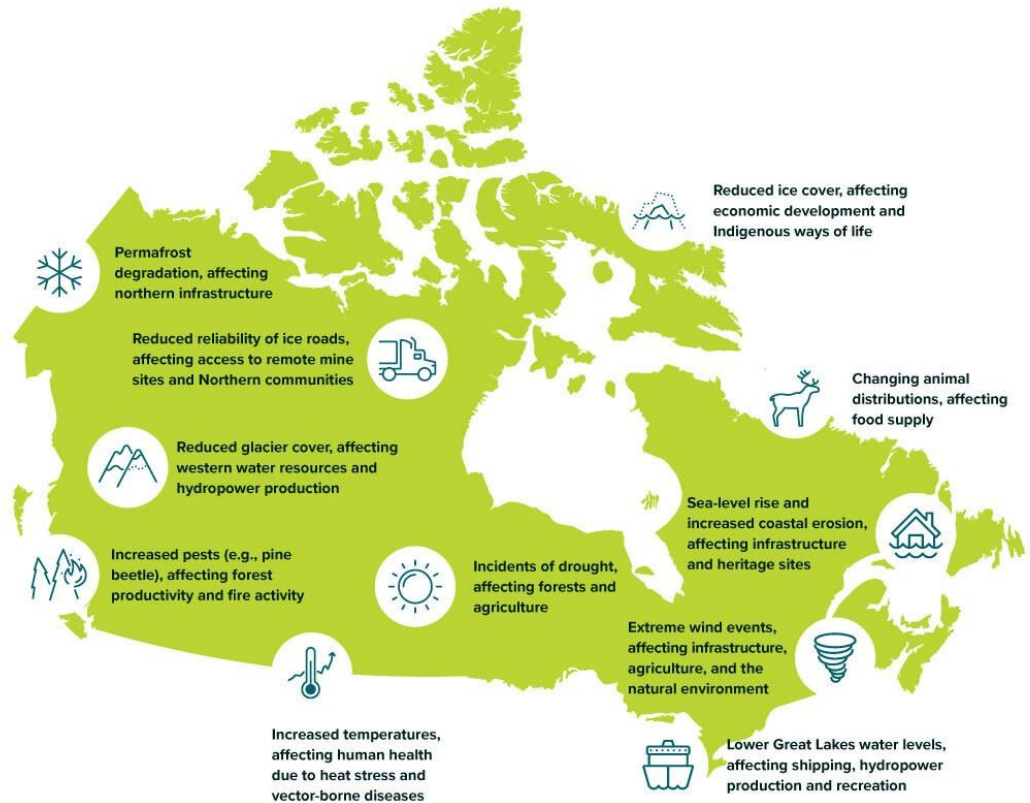 Reduced ice cover, affecting
economic development and
Indigenous ways of life
Permafrost
degradation, affecting
northern infrastructure
Reduced reliability of ice roads,
affecting access to remote mine
sites and Northern communities
Changing animal
distributions, affecting
food supply
Reduced glacier cover, affecting
western water resources and
hydropower production
Sea-level rise and
increased coastal erosion,
affecting infrastructure
and heritage sites
Increased pests (e.g., pine
beetle), affecting forest
productivity and fire activity
Incidents of drought,
affecting forests and
agriculture
Extreme wind events,
affecting infrastructure,
agriculture, and the
natural environment
Increased temperatures,
affecting human health
due to heat stress and
vector-borne diseases
Lower Great Lakes water levels,
affecting shipping, hydropower
production and recreation